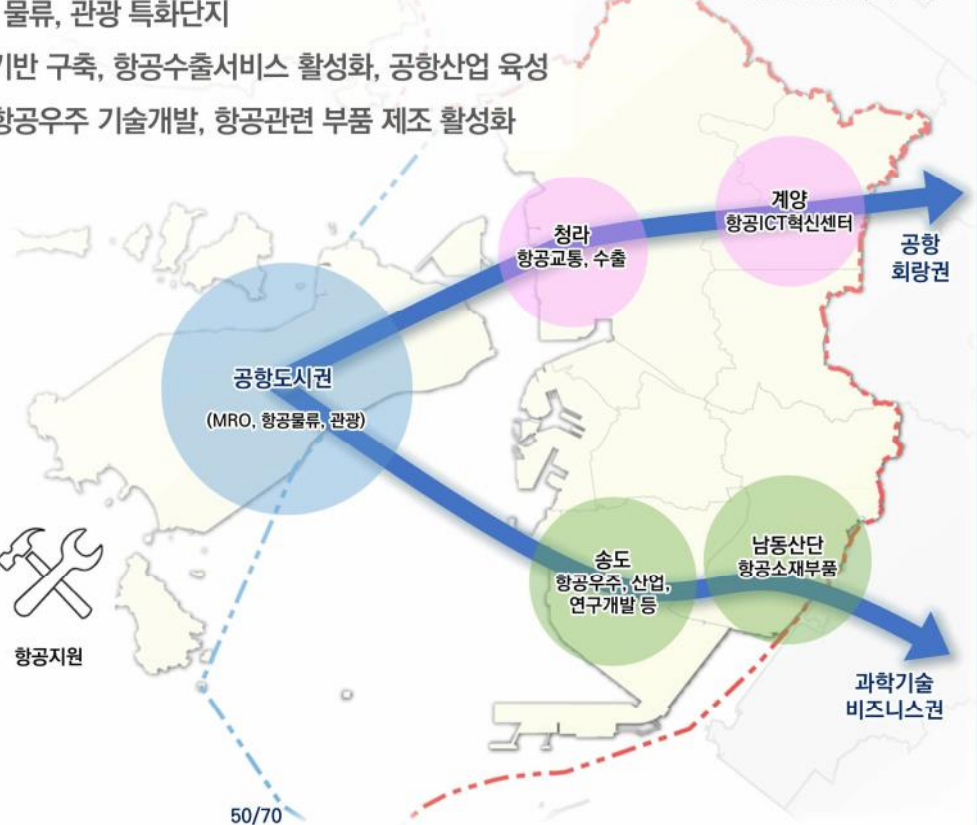 물류, 관광 특화단지
기반 구축, 항공수출서비스 활성화, 공항산업 육성
항공우주 기술개발, 항공관련 부품 제조 활성화
계양
항공ICT혁신센터
청라
항공교통, 수출
공항
회랑권
공항도시권
(MRO, 항공물류, 관광)
송도
항공우주, 산업,
연구개발 등
남동산단
항공소재부품
항공지원
과학기술
비즈니스권
50/70